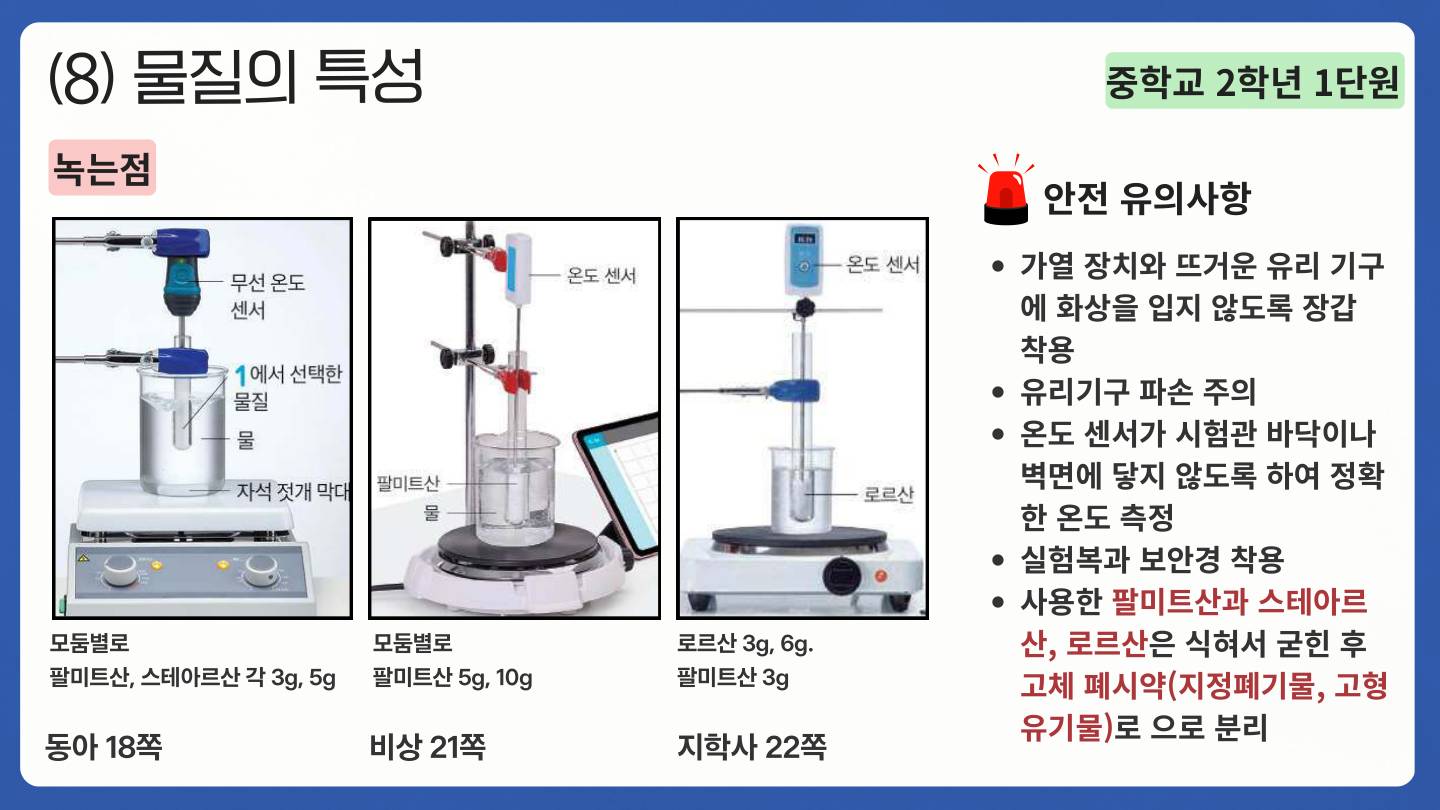 (8) 물질의 특성
중학교 2학년 1단원
녹는점
무선 온도
센서
1에서 선택한
물질
물
자석 젓개 막대
모둠별로
팔미트산, 스테아르산 각 3g, 5g
동아 18쪽
온도 센서
팔미트산
물
모둠별로
팔미트산 5g, 10g
비상 21쪽
온도 센서
로르산
로르산 3g, 6g.
팔미트산 3g
지학사 22쪽
안전 유의사항
• 가열 장치와 뜨거운 유리 기구
에 화상을 입지 않도록 장갑
착용
• 유리기구 파손 주의
• 온도 센서가 시험관 바닥이나
벽면에 닿지 않도록 하여 정확
한 온도 측정
• 실험복과 보안경 착용
• 사용한 팔미트산과 스테아르
산, 로르산은 식혀서 굳힌 후
고체 폐시약(지정폐기물, 고형
유기물)로 으로 분리